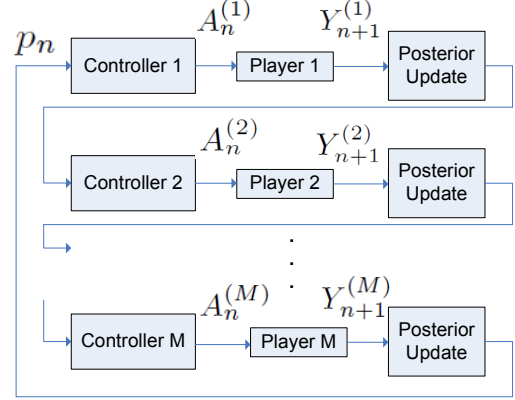 p_n
A_n^{(1)}
Y_{n+1}^{(1)}
Controller 1
Player 1
Posterior
Update
A_n^{(2)}
Y_{n+1}^{(2)}
Controller 2
Player 2
Posterior
Update
.
.
.
A_n^{(M)}
Y_{n+1}^{(M)}
Controller M
Player M
Posterior
Update